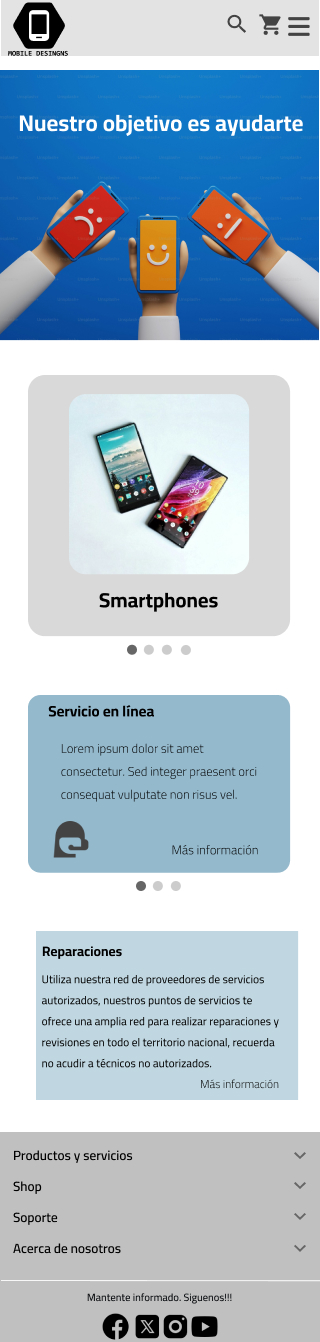 MOBILE DESINGNS
Nuestro objetivo es ayudarte
Smartphones
Servicio en línea
Lorem ipsum dolor sit amet
consectetur. Sed integer praesent orci
consequat vulputate non risus vel.
Más información
Reparaciones
Utiliza nuestra red de proveedores de servicios
autorizados, nuestros puntos de servicios te
ofrece una amplia red para realizar reparaciones y
revisiones en todo el territorio nacional, recuerda
no acudir a técnicos no autorizados.
Más información
Productos y servicios
Shop
Soporte
Acerca de nosotros
Mantente informado. Siguenos!!!